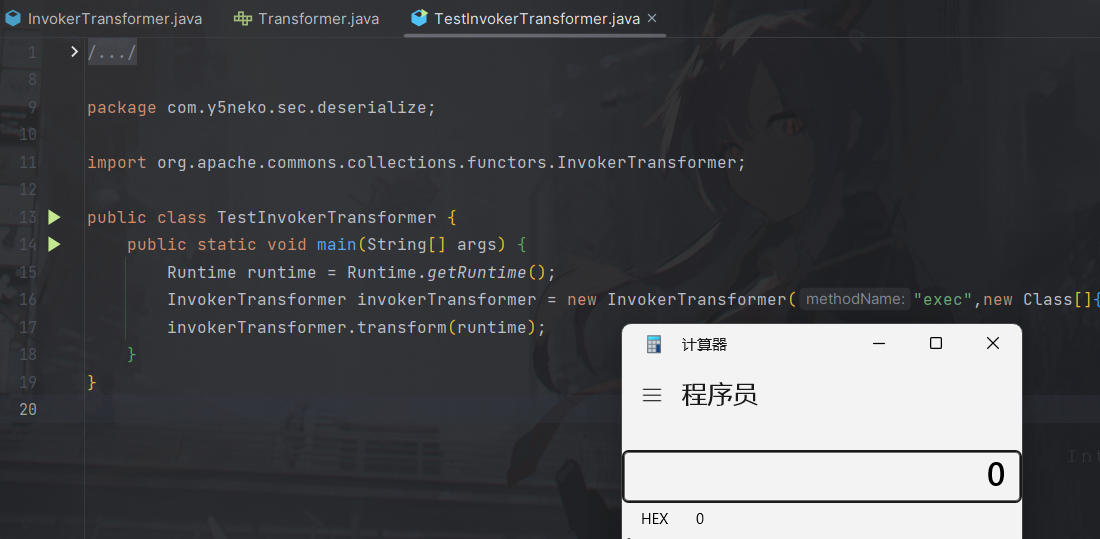 InvokerTransformer.java Transformer.java TestInvokerTransformer.java
1 /.../
8
9 package com.y5neko.sec.deserialize;
10
11 import org.apache.commons.collections.functors.InvokerTransformer;
12
13 public class TestInvokerTransformer {
14 public static void main(String[] args) {
15 Runtime runtime = Runtime.getRuntime();
16 InvokerTransformer invokerTransformer = new InvokerTransformer( methodName: "exec",new Class[]{
17 invokerTransformer.transform(runtime);
18 }
19 }
20
计算器
程序员
0
HEX 0